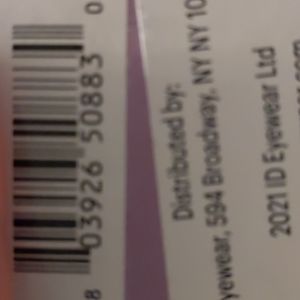 8 03926 50883 0
Distributed by:
yewear, 594 Broadway, NY NY 10
2021 ID Eyewear Ltd